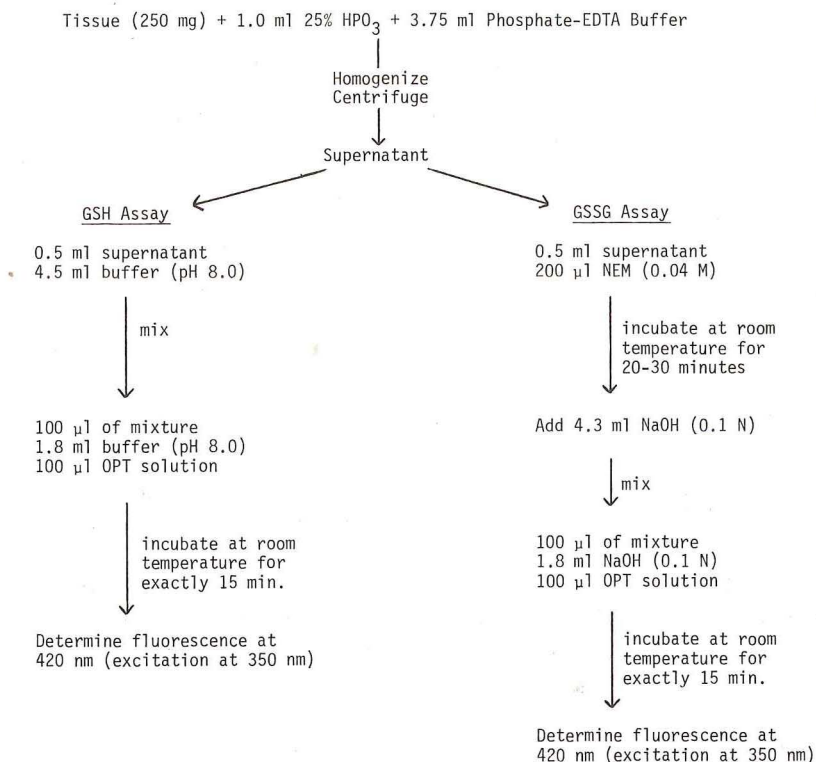 Tissue (250 mg) + 1.0 ml 25% HPO3 + 3.75 ml Phosphate-EDTA Buffer
Homogenize
Centrifuge
Supernatant
GSH Assay
0.5 ml supernatant
4.5 ml buffer (pH 8.0)
mix
100 µl of mixture
1.8 ml buffer (pH 8.0)
100 µl OPT solution
incubate at room
temperature for
exactly 15 min.
Determine fluorescence at
420 nm (excitation at 350 nm)
GSSG Assay
0.5 ml supernatant
200 µl NEM (0.04 M)
incubate at room
temperature for
20-30 minutes
Add 4.3 ml NaOH (0.1 N)
mix
100 µl of mixture
1.8 ml NaOH (0.1 N)
100 µl OPT solution
incubate at room
temperature for
exactly 15 min.
Determine fluorescence at
420 nm (excitation at 350 nm)